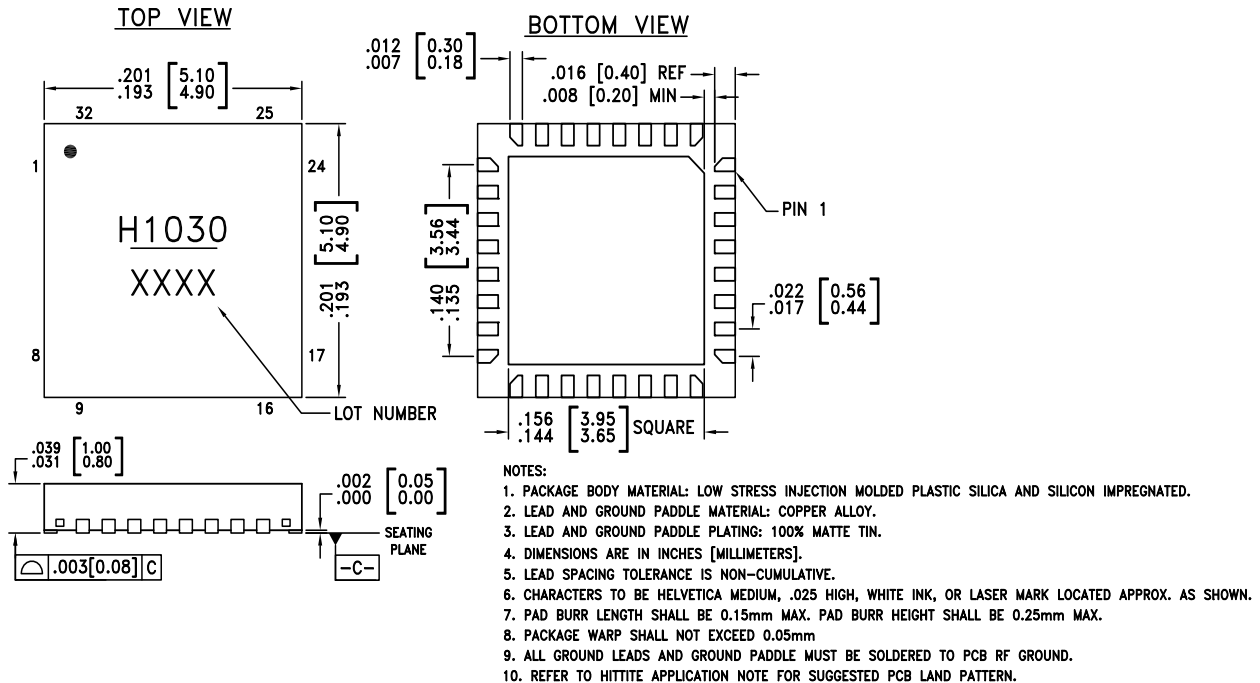 TOP VIEW
.201 [5.10]
.193 [4.90]
32 25
1 24
H1030
XXXX
8 17
9 16
[5.10]
[4.90]
.201
.193
LOT NUMBER
BOTTOM VIEW
.012 [0.30]
.007 [0.18]
.016 [0.40] REF
.008 [0.20] MIN
PIN 1
[3.56]
[3.44]
.140
.135
.022 [0.56]
.017 [0.44]
.156 [3.95]
.144 [3.65]
SQUARE
.039 [1.00]
.031 [0.80]
.002 [0.05]
.000 [0.00]
SEATING
PLANE
.003[0.08] C
-C-
NOTES:
1. PACKAGE BODY MATERIAL: LOW STRESS INJECTION MOLDED PLASTIC SILICA AND SILICON IMPREGNATED.
2. LEAD AND GROUND PADDLE MATERIAL: COPPER ALLOY.
3. LEAD AND GROUND PADDLE PLATING: 100% MATTE TIN.
4. DIMENSIONS ARE IN INCHES [MILLIMETERS].
5. LEAD SPACING TOLERANCE IS NON-CUMULATIVE.
6. CHARACTERS TO BE HELVETICA MEDIUM, .025 HIGH, WHITE INK, OR LASER MARK LOCATED APPROX. AS SHOWN.
7. PAD BURR LENGTH SHALL BE 0.15mm MAX. PAD BURR HEIGHT SHALL BE 0.25mm MAX.
8. PACKAGE WARP SHALL NOT EXCEED 0.05mm
9. ALL GROUND LEADS AND GROUND PADDLE MUST BE SOLDERED TO PCB RF GROUND.
10. REFER TO HITTITE APPLICATION NOTE FOR SUGGESTED PCB LAND PATTERN.